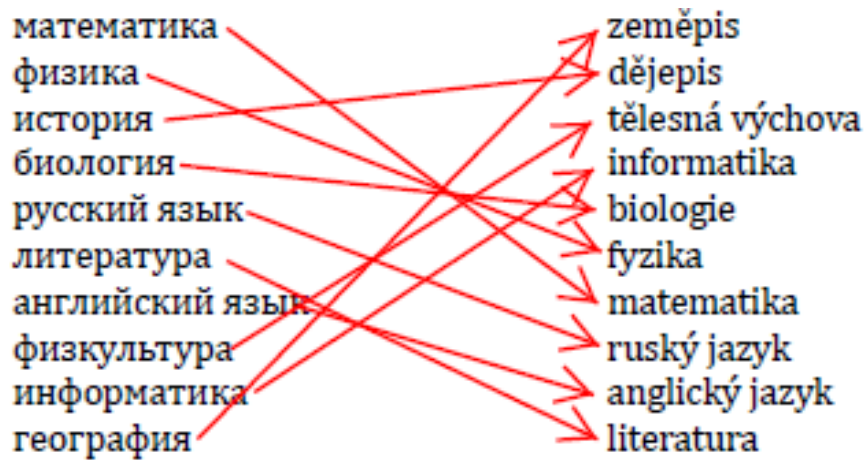 математика
физика
история
биология
русский язык
литература
английский язык
физкультура
информатика
география
zeměpis
dějepis
tělesná výchova
informatika
biologie
fyzika
matematika
ruský jazyk
anglický jazyk
literatura